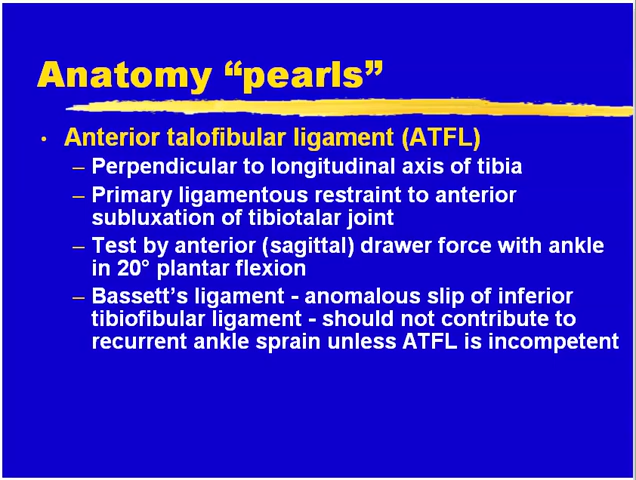 Anatomy “pearls”
• Anterior talofibular ligament (ATFL)
– Perpendicular to longitudinal axis of tibia
– Primary ligamentous restraint to anterior
subluxation of tibiotalar joint
– Test by anterior (sagittal) drawer force with ankle
in 20° plantar flexion
– Bassett’s ligament - anomalous slip of inferior
tibiofibular ligament - should not contribute to
recurrent ankle sprain unless ATFL is incompetent